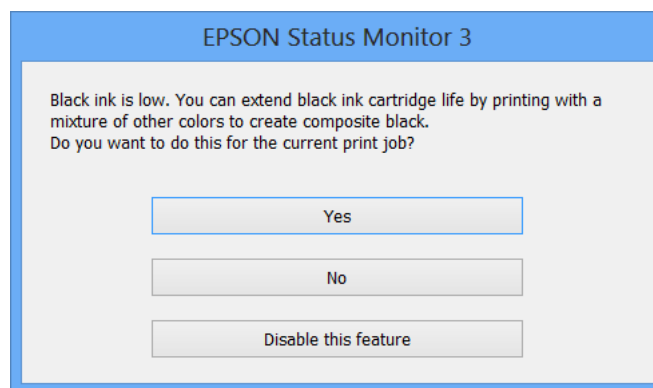 EPSON Status Monitor 3
Black ink is low. You can extend black ink cartridge life by printing with a
mixture of other colors to create composite black.
Do you want to do this for the current print job?
Yes
No
Disable this feature